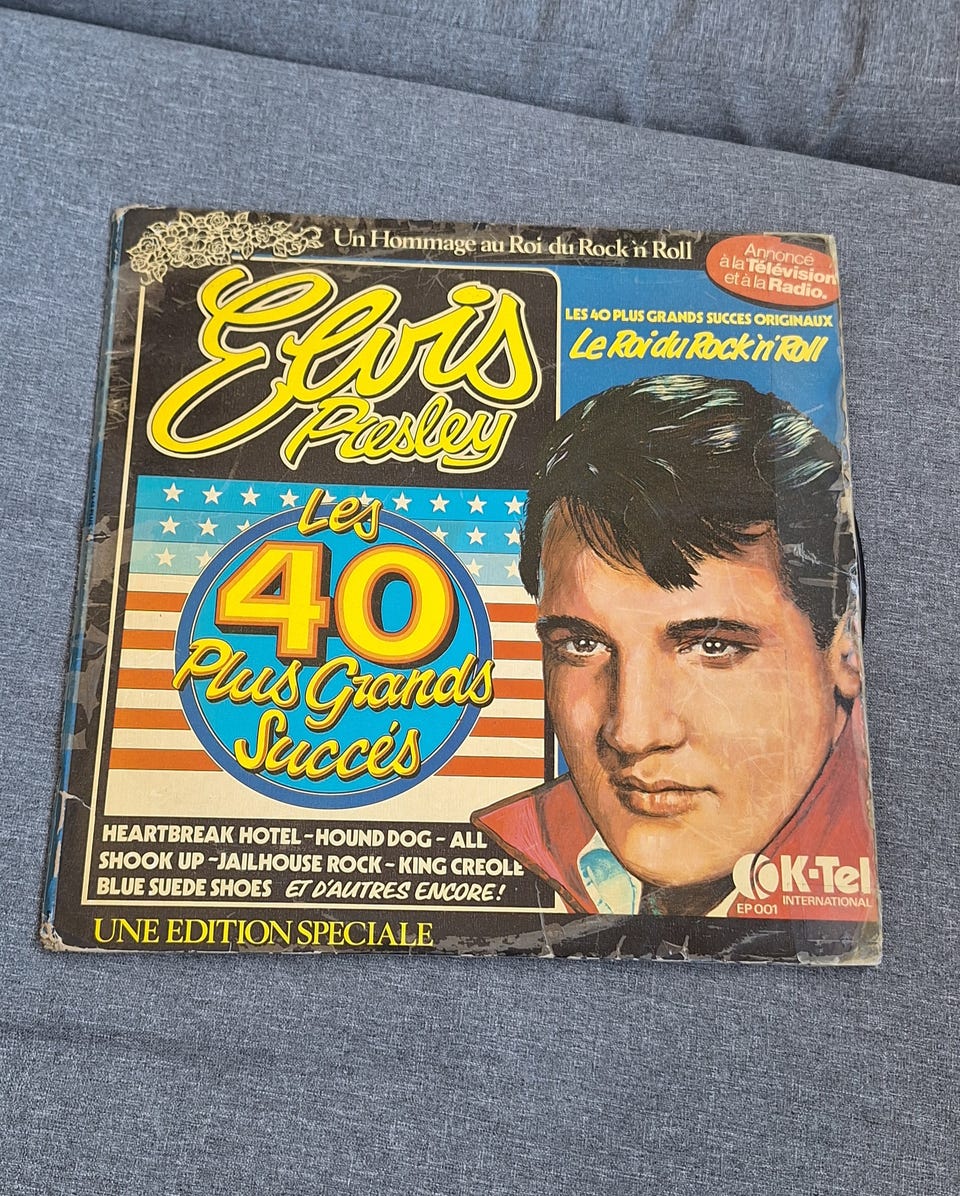 Un Hommage au Roi du Rock 'n' Roll
Annoncé
à la Télévision
et à la Radio.
Elvis
Presley
LES 40 PLUS GRANDS SUCCES ORIGINAUX
Le Roi du Rock 'n' Roll
Les
40
Plus Grands
Succés
HEARTBREAK HOTEL - HOUND DOG - ALL
SHOOK UP - JAILHOUSE ROCK - KING CREOLE
BLUE SUEDE SHOES ET D'AUTRES ENCORE!
K-Tel
INTERNATIONAL
EP 001
UNE EDITION SPECIALE